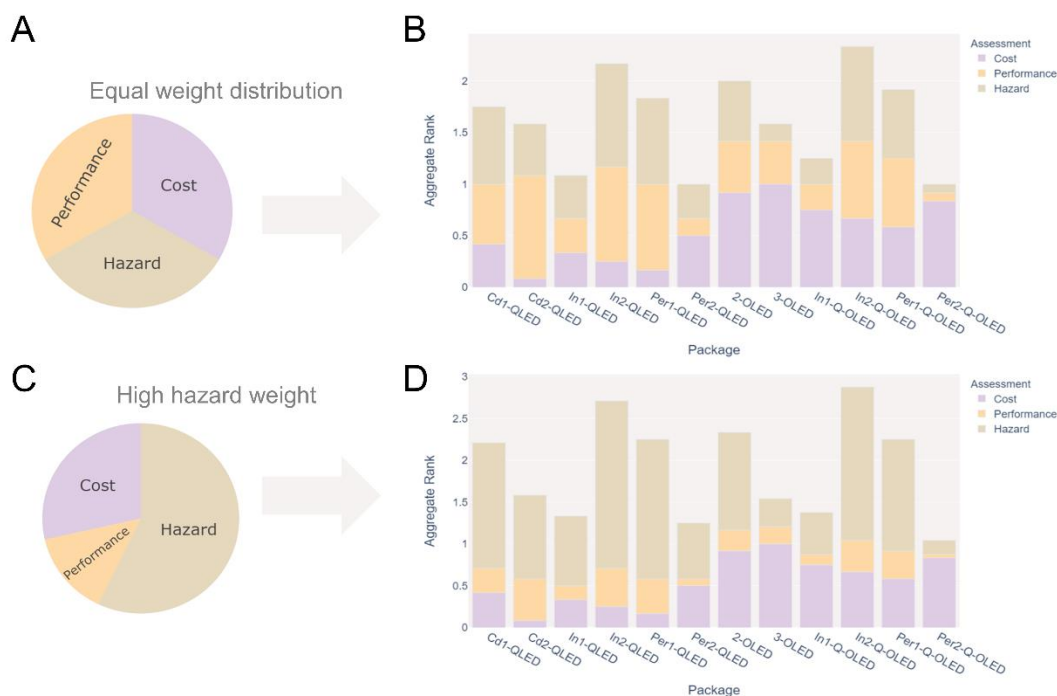 A
Equal weight distribution
Performance
Cost
Hazard
B
Aggregate Rank
2
1.5
1
0.5
0
Cd1-QLED
Cd2-QLED
In1-QLED
In2-QLED
Per1-QLED
Per2-QLED
2-OLED
3-OLED
In1-Q-OLED
In2-Q-OLED
Per1-Q-OLED
Per2-Q-OLED
Package
Assessment
Cost
Performance
Hazard
C
High hazard weight
Cost
Performance
Hazard
D
Aggregate Rank
3
2.5
2
1.5
1
0.5
0
Cd1-QLED
Cd2-QLED
In1-QLED
In2-QLED
Per1-QLED
Per2-QLED
2-OLED
3-OLED
In1-Q-OLED
In2-Q-OLED
Per1-Q-OLED
Per2-Q-OLED
Package
Assessment
Cost
Performance
Hazard